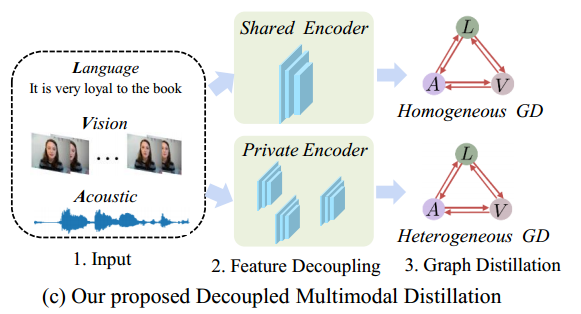 Language
It is very loyal to the book
Vision
...
Acoustic
1. Input
Shared Encoder
Private Encoder
2. Feature Decoupling
L
A V
Homogeneous GD
L
A V
Heterogeneous GD
3. Graph Distillation
(c) Our proposed Decoupled Multimodal Distillation